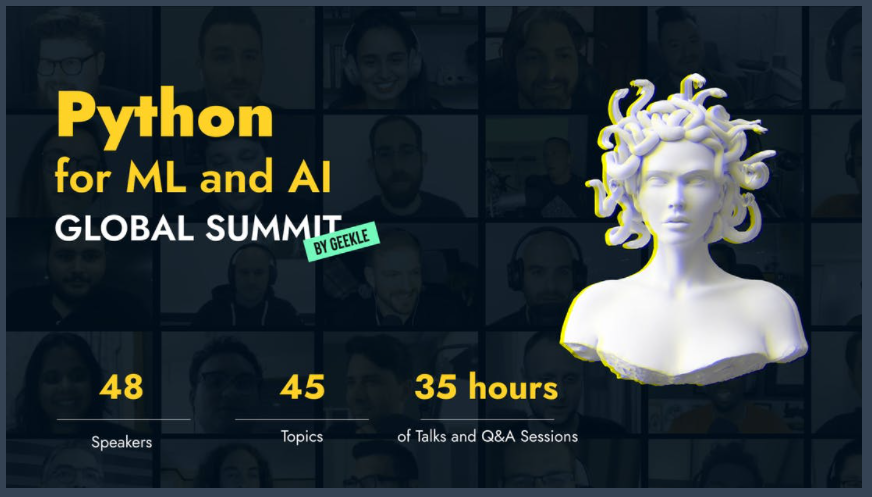 Python
for ML and AI
GLOBAL SUMMIT
BY GEEKLE
48
Speakers
45
Topics
35 hours
of Talks and Q&A Sessions